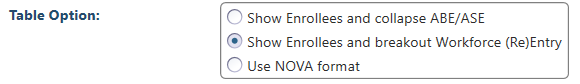 Table Option:
Show Enrollees and collapse ABE/ASE
Show Enrollees and breakout Workforce (Re)Entry
Use NOVA format